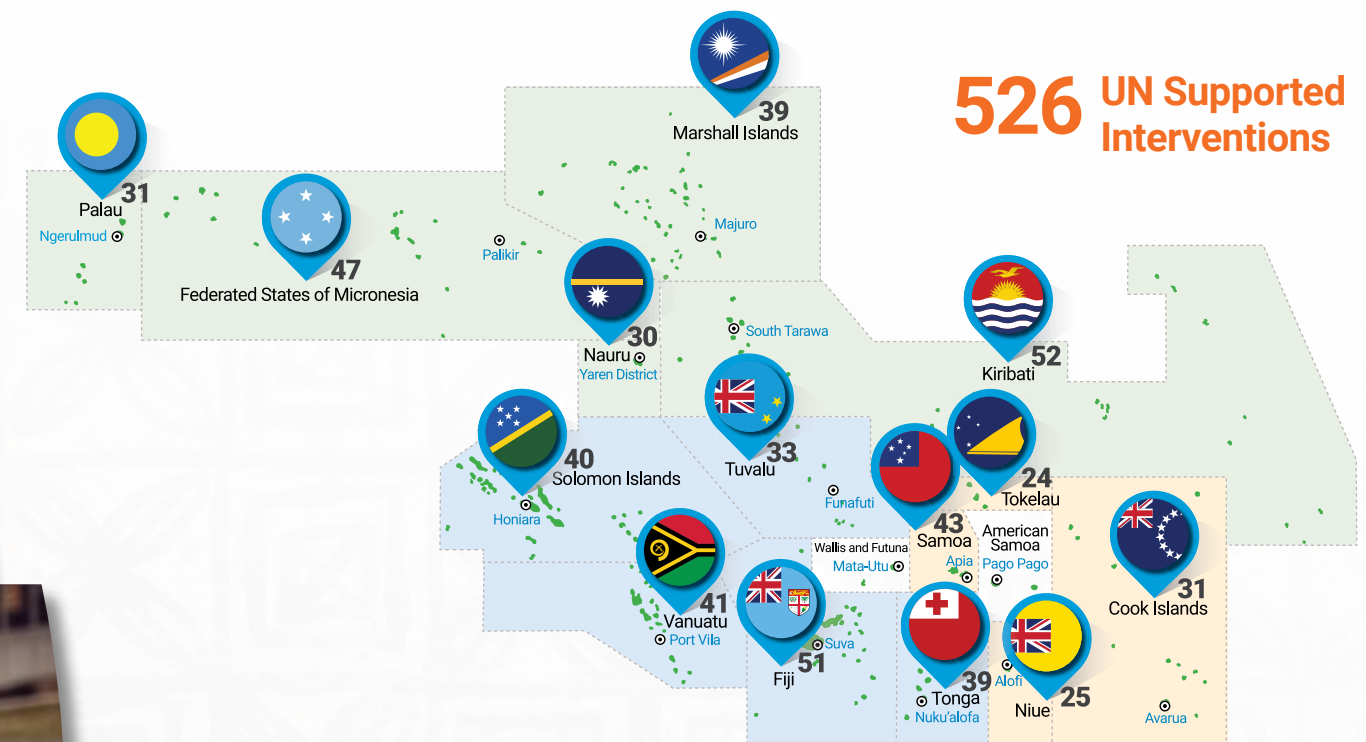 526 UN Supported
Interventions
39
Marshall Islands
31
Palau
Ngerulmud
47
Federated States of Micronesia
Palikir
Majuro
30
Nauru
Yaren District
South Tarawa
52
Kiribati
40
Solomon Islands
Honiara
33
Tuvalu
Funafuti
43
Samoa
Apia
24
Tokelau
American
Samoa
Pago Pago
Wallis and Futuna
Mata-Utu
31
Cook Islands
41
Vanuatu
Port Vila
51
Fiji
Suva
39
Tonga
Nuku'alofa
Alofi
25
Niue
Avarua